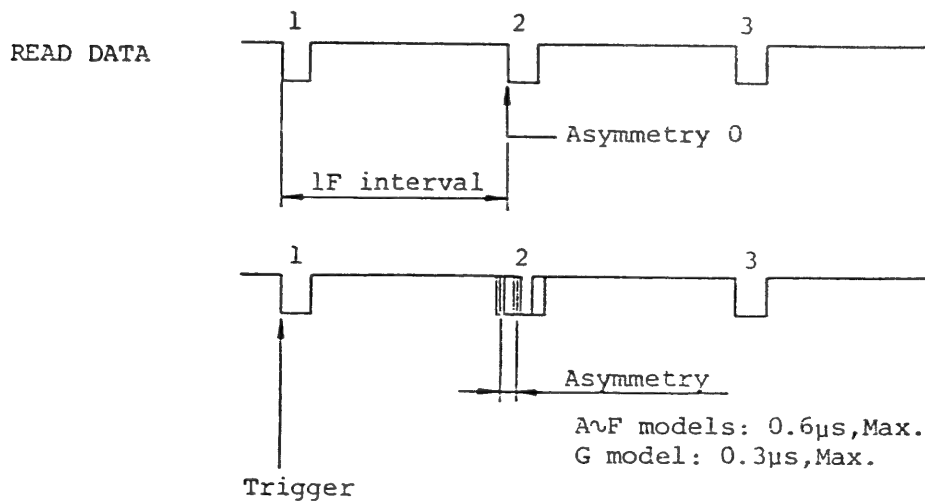 1 2 3
READ DATA
Asymmetry 0
1F interval
1 2 3
Asymmetry
A~F models: 0.6μs,Max.
G model: 0.3μs,Max.
Trigger